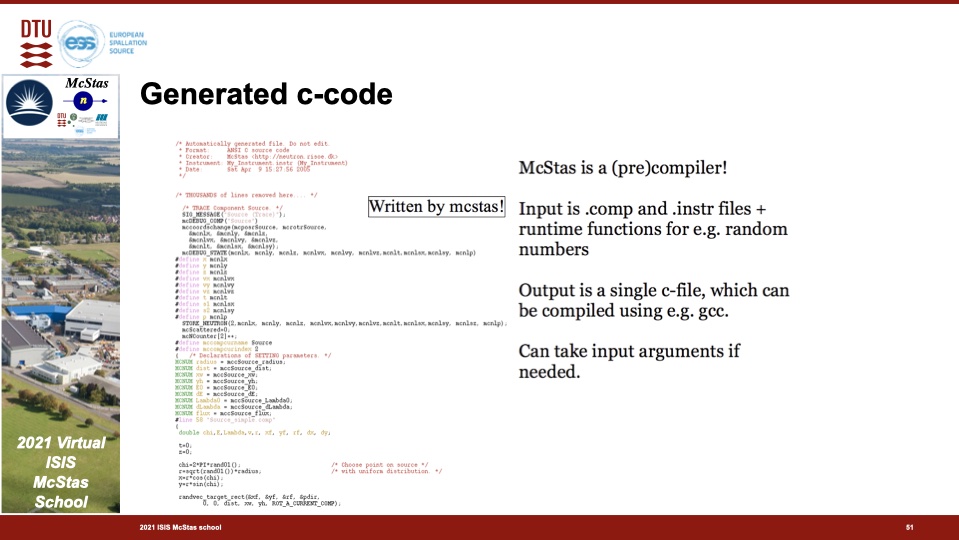 DTU
ess
EUROPEAN
SPALLATION
SOURCE
McStas
n
Generated c-code
/* Automatically generated file. Do not edit.
* Format: ANSI C source code
* Creator: McStas <http://neutron.risoe.dk>
* Instrument: My_Instrument.instr (My_Instrument)
* Date: Sat Apr 9 15:27:56 2005
*/
/* THOUSANDS of lines removed here.... */
/* TRACE Component Source. */
SIG_MESSAGE("Source (Trace)");
mcDEBUG_COMP("Source")
mccoordschange(mcposrSource, mcrotrSource,
&mcnlx, &mcnly, &mcnlz,
&mcnlvx, &mcnlvy, &mcnlvz,
&mcnlt, &mcnlsx, &mcnlsy);
mcDEBUG_STATE(mcnlx, mcnly, mcnlz, mcnlvx, mcnlvy, mcnlvz,mcnlt,mcnlsx,mcnlsy, mcnlp)
#define x mcnlx
#define y mcnly
#define z mcnlz
#define vx mcnlvx
#define vy mcnlvy
#define vz mcnlvz
#define t mcnlt
#define s1 mcnlsx
#define s2 mcnlsy
#define p mcnlp
STORE_NEUTRON(2,mcnlx, mcnly, mcnlz, mcnlvx,mcnlvy,mcnlvz,mcnlt,mcnlsx,mcnlsy, mcnlsz, mcnlp);
mcScattered=0;
mcNCounter[2]++;
#define mccompcurname Source
#define mccompcurindex 2
{ /* Declarations of SETTING parameters. */
MCNUM radius = mccSource_radius;
MCNUM dist = mccSource_dist;
MCNUM xw = mccSource_xw;
MCNUM yh = mccSource_yh;
MCNUM E0 = mccSource_E0;
MCNUM dE = mccSource_dE;
MCNUM Lambda0 = mccSource_Lambda0;
MCNUM dLambda = mccSource_dLambda;
MCNUM flux = mccSource_flux;
#line 58 "Source_simple.comp"
{
double chi,E,Lambda,v,r, xf, yf, rf, dx, dy;
t=0;
z=0;
chi=2*PI*rand01(); /* Choose point on source */
r=sqrt(rand01())*radius; /* with uniform distribution. */
x=r*cos(chi);
y=r*sin(chi);
randvec_target_rect(&xf, &yf, &rf, &pdir,
0, 0, dist, xw, yh, ROT_A_CURRENT_COMP);
Written by mcstas!
McStas is a (pre)compiler!
Input is .comp and .instr files +
runtime functions for e.g. random
numbers
Output is a single c-file, which can
be compiled using e.g. gcc.
Can take input arguments if
needed.
2021 Virtual
ISIS
McStas
School
2021 ISIS McStas school
51